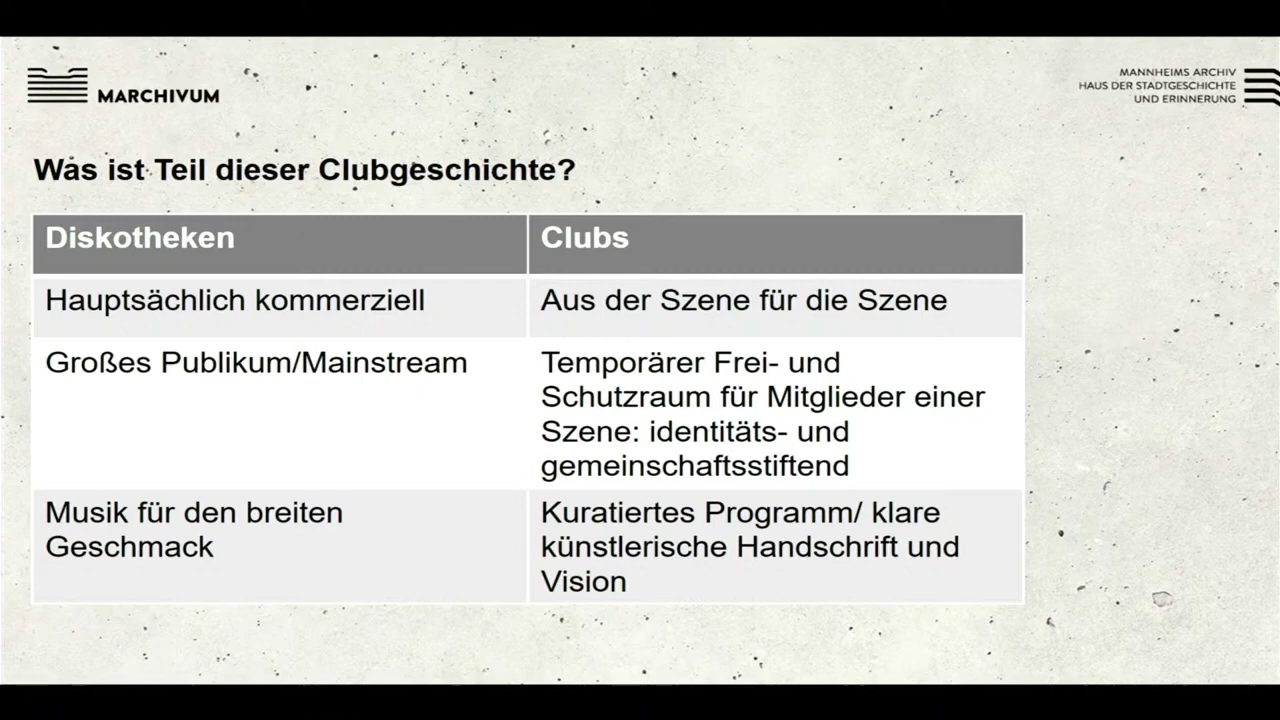 MARCHIVUM
MANNHEIMS ARCHIV
HAUS DER STADTGESCHICHTE
UND ERINNERUNG
Was ist Teil dieser Clubgeschichte?
Diskotheken
Clubs
Hauptsächlich kommerziell
Aus der Szene für die Szene
Großes Publikum/Mainstream
Temporärer Frei- und
Schutzraum für Mitglieder einer
Szene: identitäts- und
gemeinschaftsstiftend
Musik für den breiten
Geschmack
Kuratiertes Programm/ klare
künstlerische Handschrift und
Vision